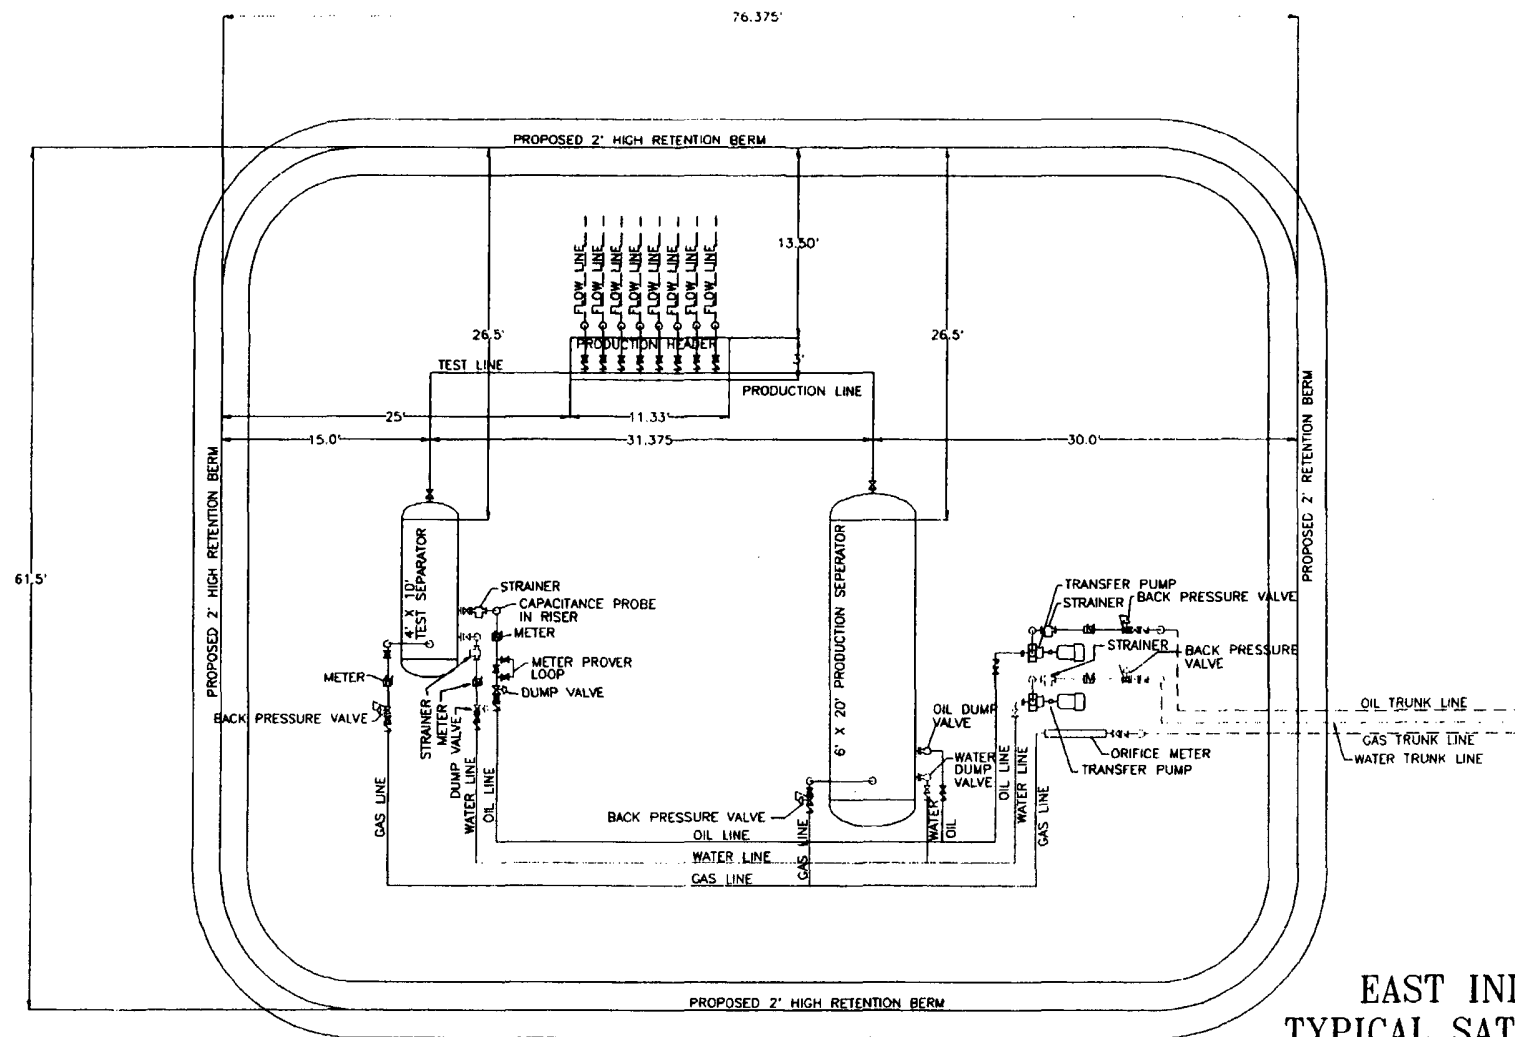 76.375'
PROPOSED 2' HIGH RETENTION BERM
13.50'
FLOW LINE
FLOW LINE
FLOW LINE
FLOW LINE
FLOW LINE
FLOW LINE
FLOW LINE
FLOW LINE
26.5'
26.5'
PRODUCTION HEADER
3'
TEST LINE
PRODUCTION LINE
25'
11.33'
15.0'
31.375
30.0'
PROPOSED 2' HIGH RETENTION BERM
PROPOSED 2' RETENTION BERM
61.5'
4' X 10'
TEST SEPARATOR
6' X 20' PRODUCTION SEPERATOR
STRAINER
CAPACITANCE PROBE
IN RISER
METER
METER PROVER
LOOP
DUMP VALVE
METER
BACK PRESSURE VALVE
STRAINER
METER
DUMP VALVE
WATER LINE
OIL LINE
GAS LINE
TRANSFER PUMP
STRAINER
BACK PRESSURE VALVE
STRAINER
BACK PRESSURE
VALVE
OIL DUMP
VALVE
WATER
DUMP
VALVE
OIL LINE
WATER LINE
GAS LINE
ORIFICE METER
TRANSFER PUMP
OIL TRUNK LINE
GAS TRUNK LINE
WATER TRUNK LINE
BACK PRESSURE VALVE
GAS LINE
WATER
OIL
OIL LINE
WATER LINE
GAS LINE
PROPOSED 2' HIGH RETENTION BERM
EAST IN
TYPICAL SAT